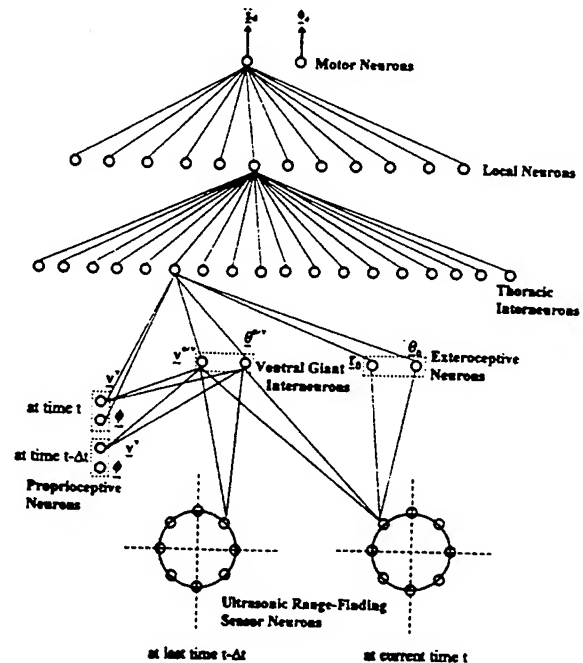 Motor Neurons
Local Neurons
Thoracic
Interneurons
Ventral Giant
Interneurons
Exteroceptive
Neurons
at time t
at time t-Δt
Proprioceptive
Neurons
Ultrasonic Range-Finding
Sensor Neurons
at last time t-Δt
at current time t